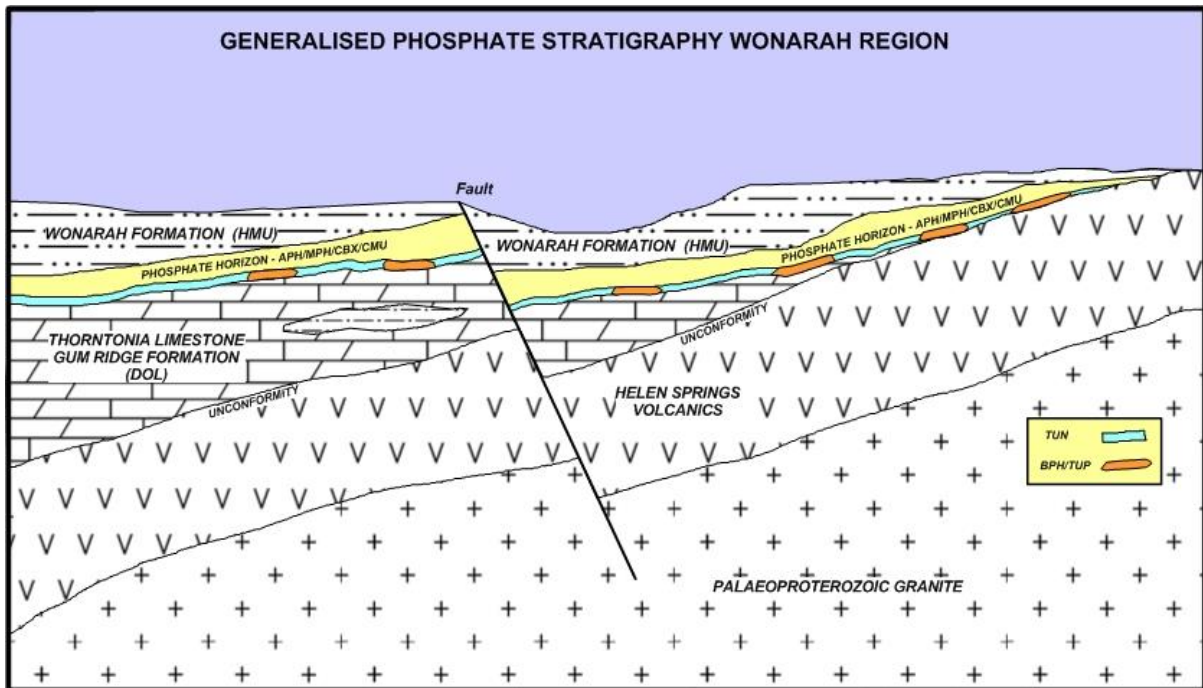 GENERALISED PHOSPHATE STRATIGRAPHY WONARAH REGION
Fault
WONARAH FORMATION (HMU)
WONARAH FORMATION (HMU)
PHOSPHATE HORIZON - APH/MPH/CBX/CMU
PHOSPHATE HORIZON - APH/MPH/CBX/CMU
THORNTONIA LIMESTONE
GUM RIDGE FORMATION
(DOL)
UNCONFORMITY
UNCONFORMITY
HELEN SPRINGS
VOLCANICS
TUN
BPH/TUP
PALAEOPROTEROZOIC GRANITE